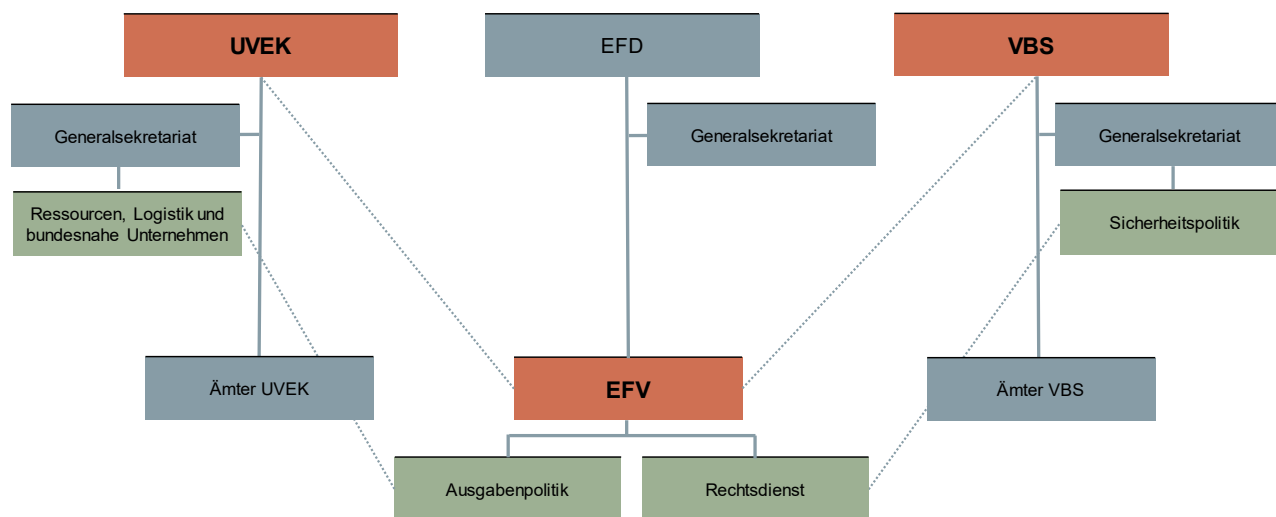 UVEK
EFD
VBS
Generalsekretariat
Generalsekretariat
Generalsekretariat
Ressourcen, Logistik und
bundesnahe Unternehmen
Sicherheitspolitik
Ämter UVEK
EFV
Ämter VBS
Ausgabenpolitik
Rechtsdienst